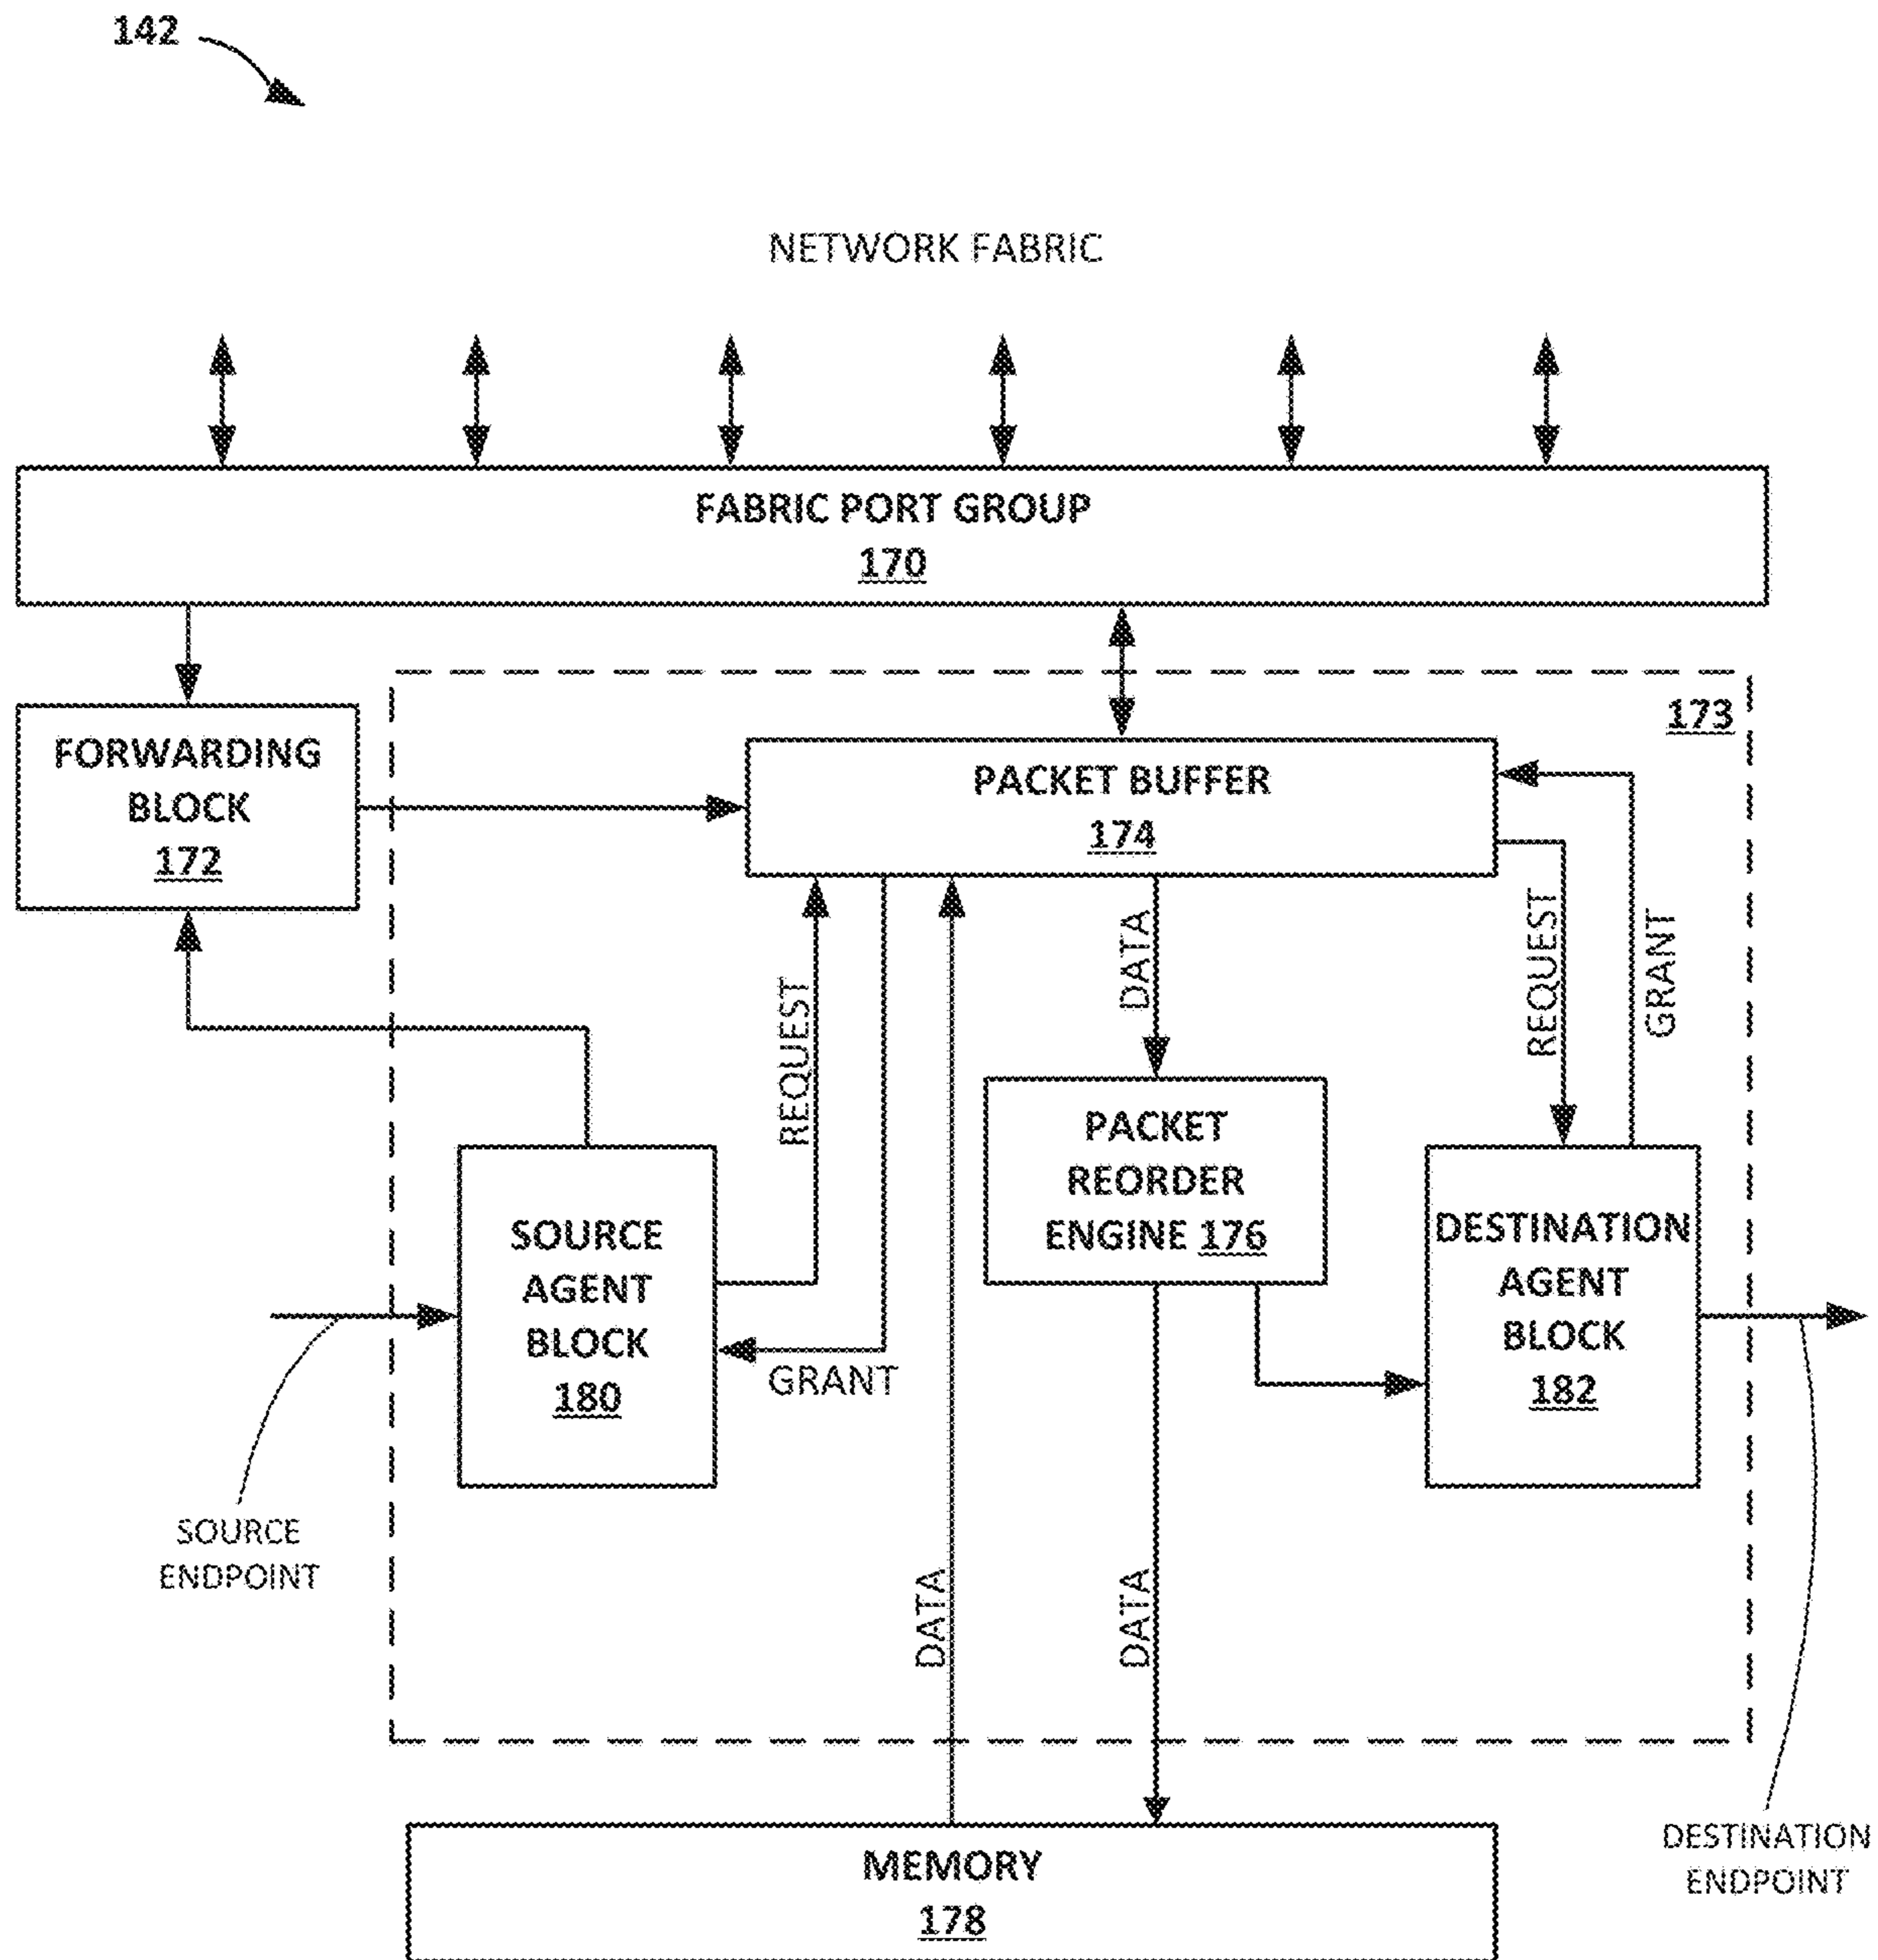 142
NETWORK FABRIC
FABRIC PORT GROUP
170
173
FORWARDING
BLOCK
172
PACKET BUFFER
174
DATA
REQUEST
GRANT
REQUEST
PACKET
REORDER
ENGINE 176
SOURCE
AGENT
BLOCK
180
DESTINATION
AGENT
BLOCK
182
GRANT
SOURCE
ENDPOINT
DATA
DATA
DESTINATION
ENDPOINT
MEMORY
178